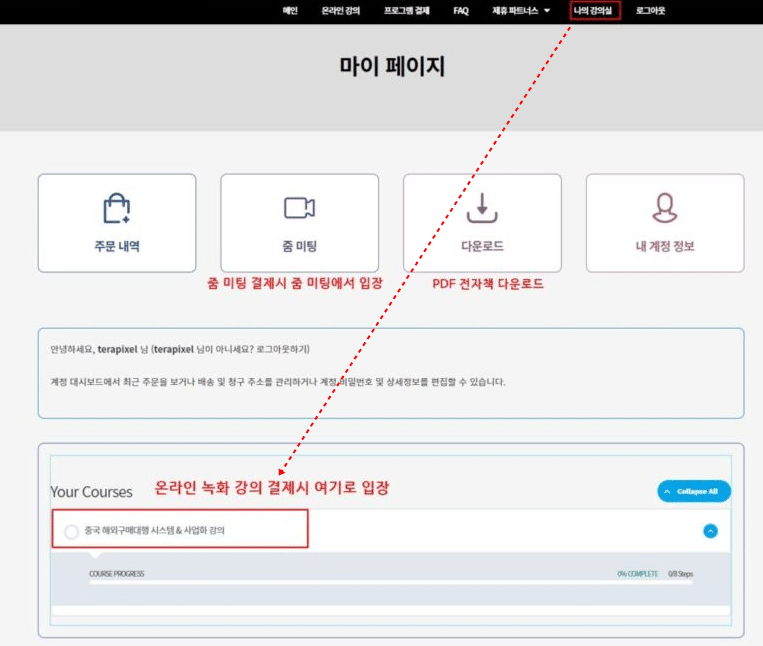 메인 온라인 강의 프로그램 결제 FAQ 제휴 파트너스 나의 강의실 로그아웃
마이 페이지
주문 내역 줌 미팅 다운로드 내 계정 정보
줌 미팅 결제시 줌 미팅에서 입장 PDF 전자책 다운로드
안녕하세요, terapixel 님 (terapixel 님이 아니세요? 로그아웃하기)
계정 대시보드에서 최근 주문을 보거나 배송 및 청구 주소를 관리하거나 계정 비밀번호 및 상세정보를 편집할 수 있습니다.
Your Courses 온라인 녹화 강의 결제시 여기로 입장 Collapse All
중국 해외구매대행 시스템 & 사업화 강의
COURSE PROGRESS 0% COMPLETE 0/8 Steps